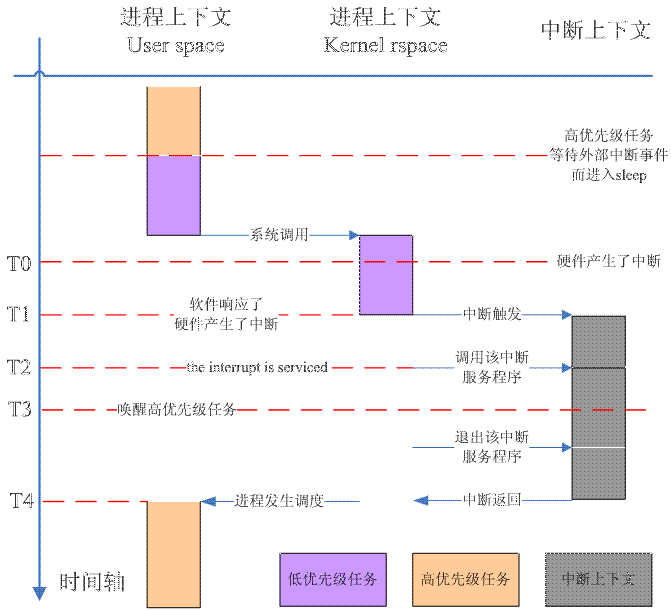 进程上下文
User space
进程上下文
Kernel rspace
中断上下文
高优先级任务
等待外部中断事件
而进入sleep
系统调用
T0
硬件产生了中断
T1
软件响应了
硬件产生了中断
中断触发
T2
the interrupt is serviced
调用该中断
服务程序
T3
唤醒高优先级任务
退出该中断
服务程序
T4
进程发生调度
中断返回
时间轴
低优先级任务
高优先级任务
中断上下文